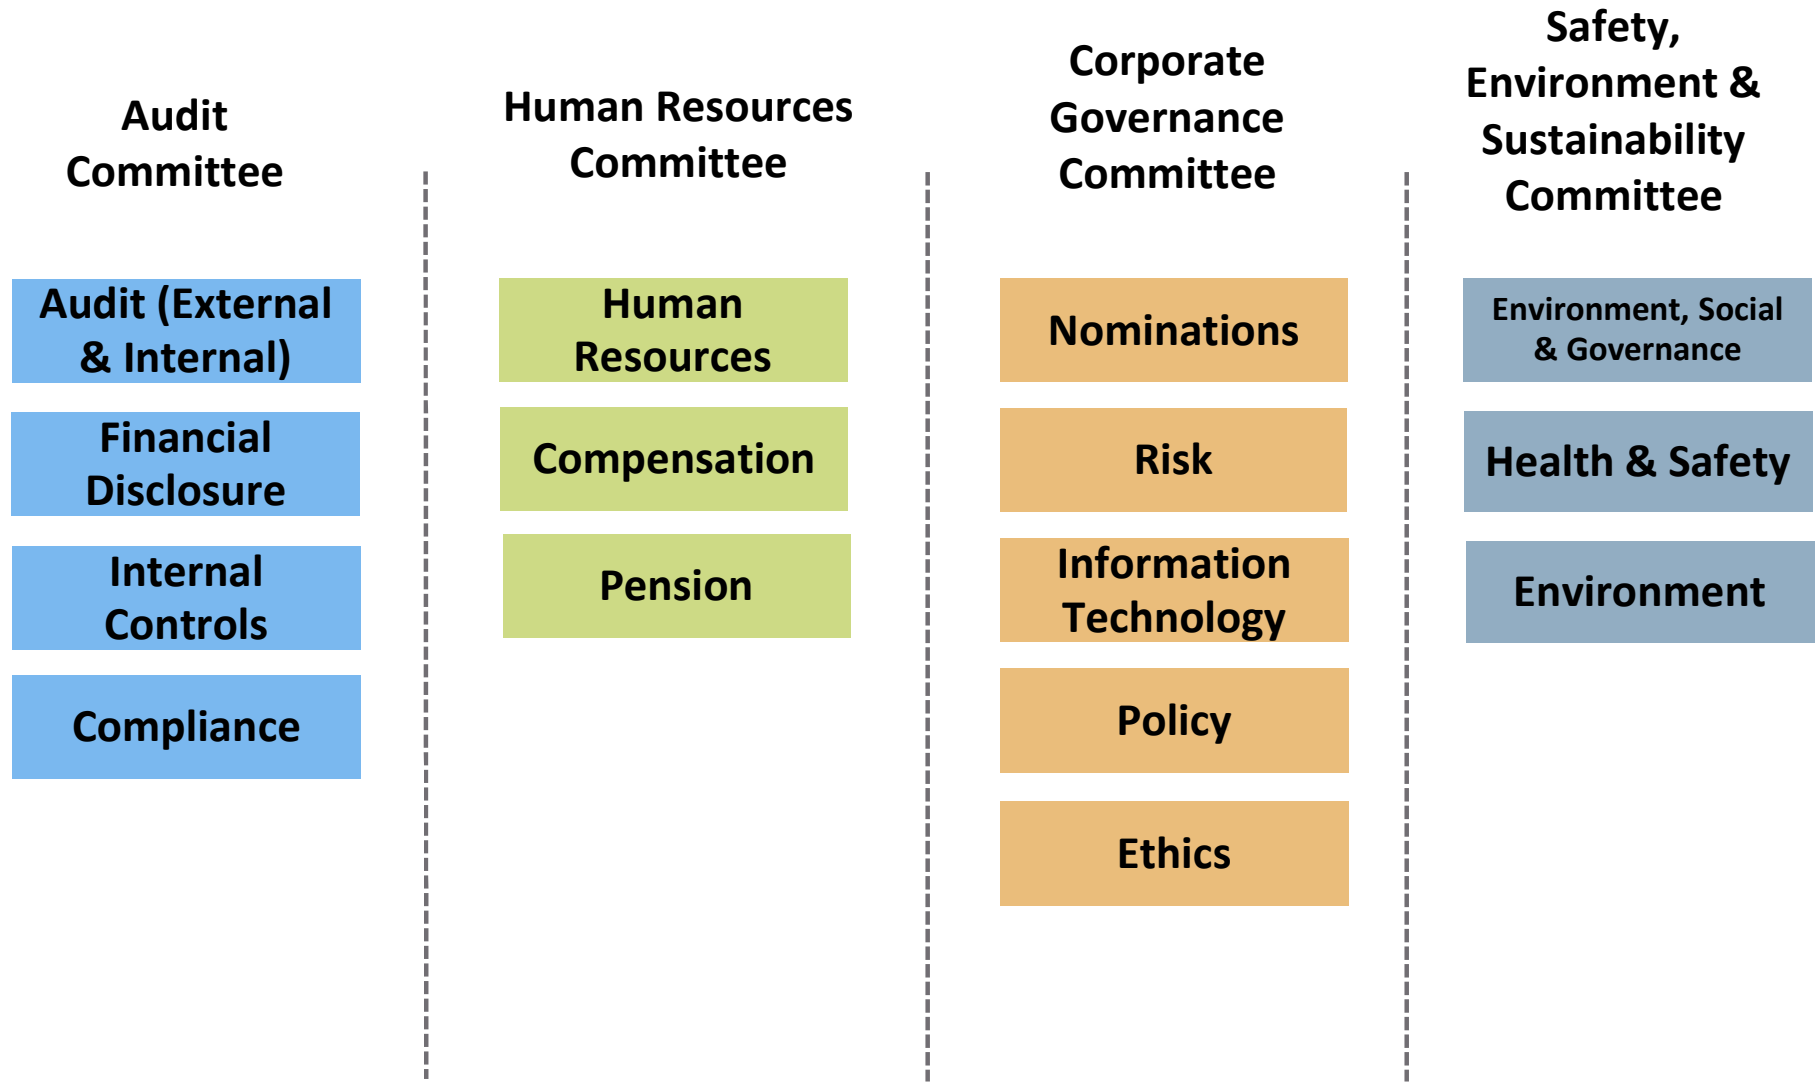 Audit
Committee
Audit (External
& Internal)
Financial
Disclosure
Internal
Controls
Compliance
Human Resources
Committee
Human
Resources
Compensation
Pension
Corporate
Governance
Committee
Nominations
Risk
Information
Technology
Policy
Ethics
Safety,
Environment &
Sustainability
Committee
Environment, Social
& Governance
Health & Safety
Environment